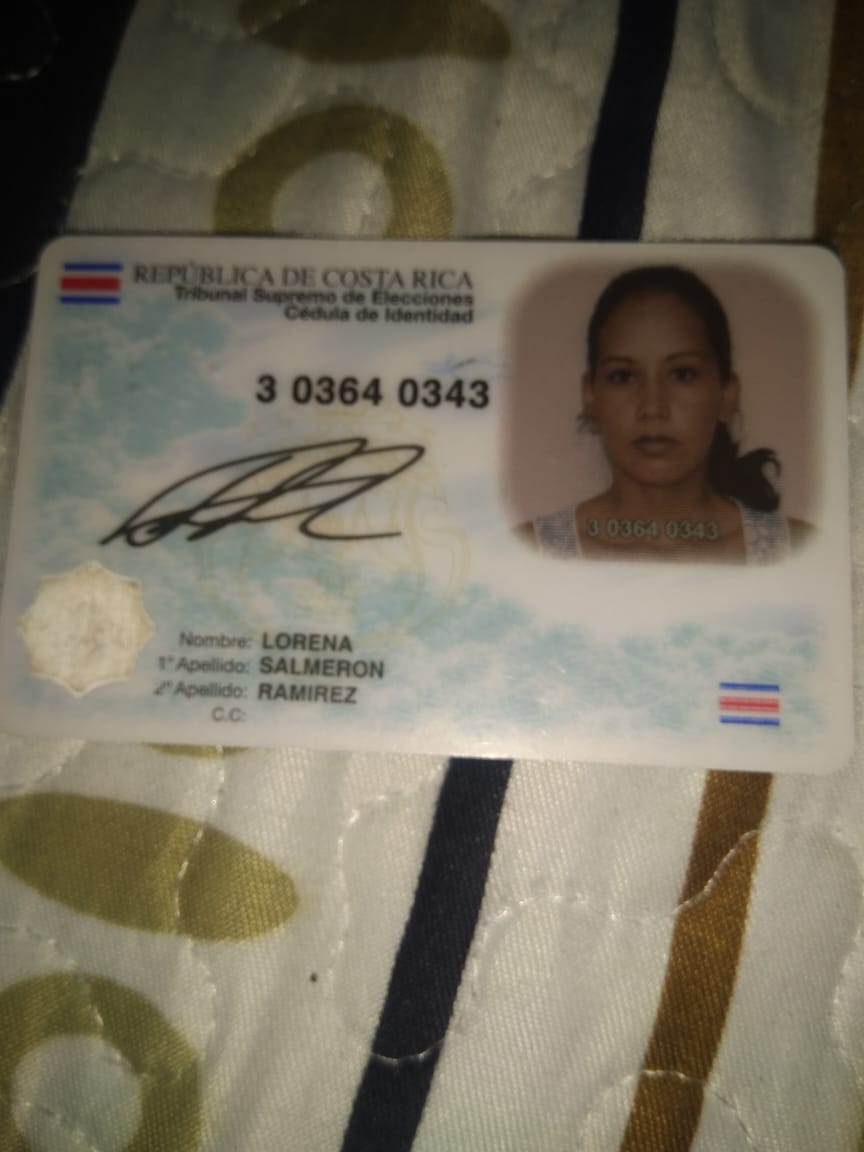 REPÚBLICA DE COSTA RICA
Tribunal Supremo de Elecciones
Cédula de Identidad
3 0364 0343
3 0364 0343
Nombre: LORENA
1° Apellido: SALMERON
2° Apellido: RAMIREZ
C.C: